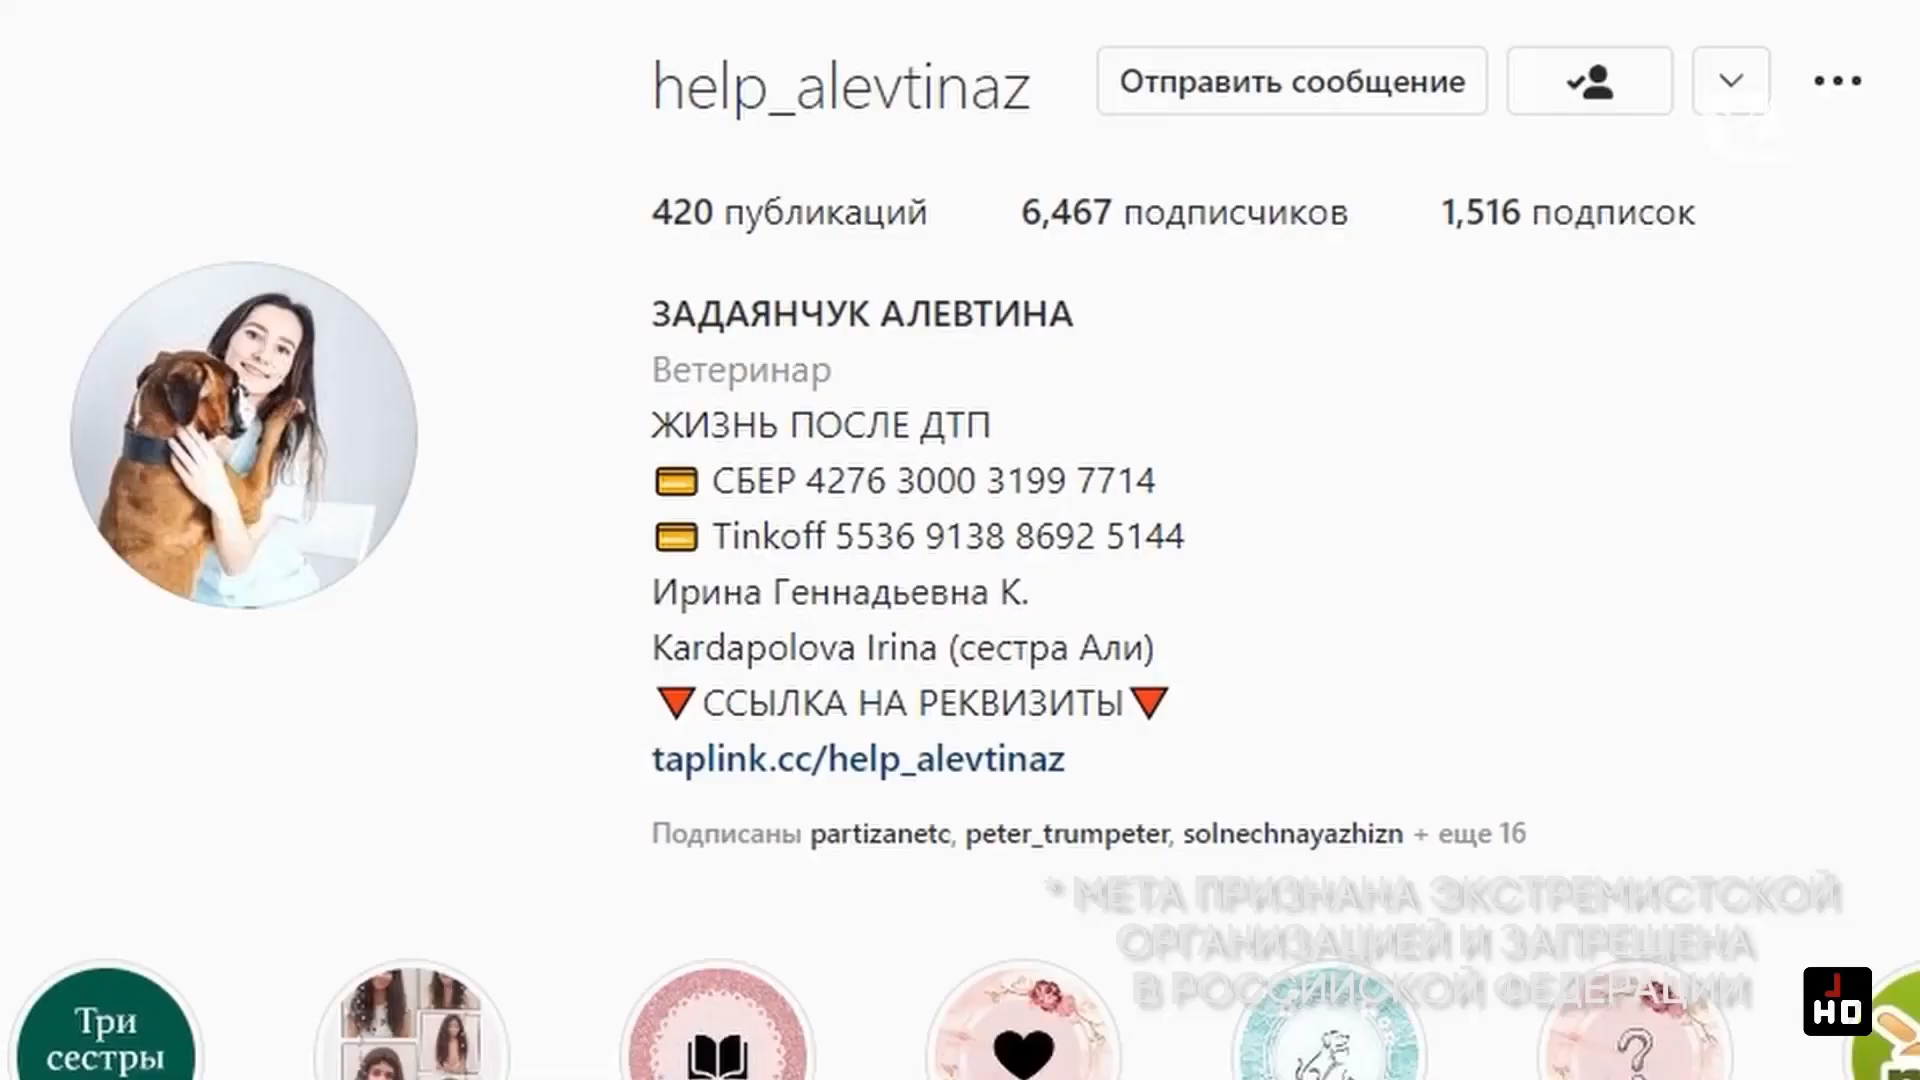 help_alevtinaz
Отправить сообщение
420 публикаций 6,467 подписчиков 1,516 подписок
ЗАДАЯНЧУК АЛЕВТИНА
Ветеринар
ЖИЗНЬ ПОСЛЕ ДТП
СБЕР 4276 3000 3199 7714
Tinkoff 5536 9138 8692 5144
Ирина Геннадьевна К.
Kardapolova Irina (сестра Али)
ССЫЛКА НА РЕКВИЗИТЫ
taplink.cc/help_alevtinaz
Подписаны partizanetc, peter_trumpeter, solnechnayazhizn + еще 16
* МЕТА ПРИЗНАНА ЭКСТРЕМИСТСКОЙ
ОРГАНИЗАЦИЕЙ И ЗАПРЕЩЕНА
В РОССИЙСКОЙ ФЕДЕРАЦИИ
Три
сестры
?
НО